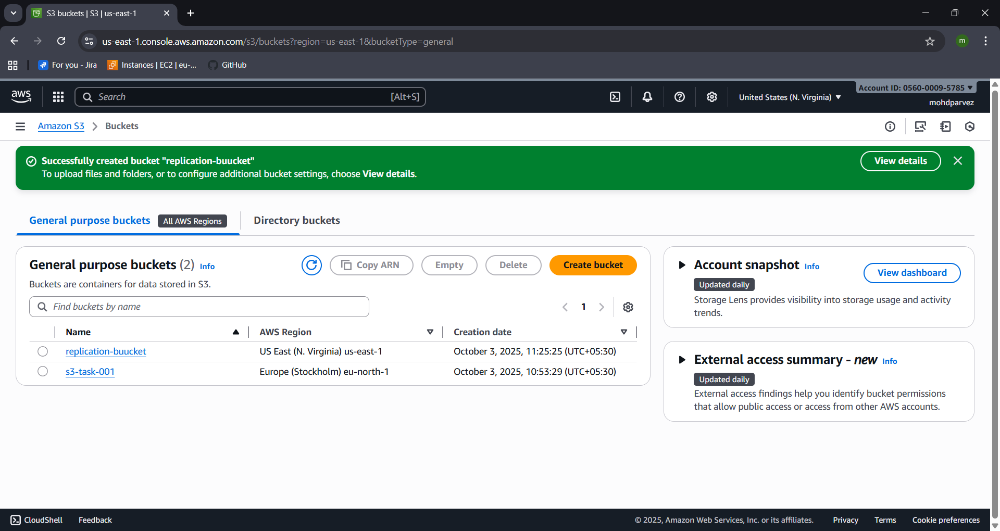 S3 buckets | S3 | us-east-1
us-east-1.console.aws.amazon.com/s3/buckets?region=us-east-1&bucketType=general
m
For you - Jira
Instances | EC2 | eu-...
GitHub
aws
Search
[Alt+S]
United States (N. Virginia)
Account ID: 0560-0009-5785
mohdparvez
Amazon S3
Buckets
Successfully created bucket "replication-buucket"
To upload files and folders, or to configure additional bucket settings, choose View details.
View details
General purpose buckets
All AWS Regions
Directory buckets
General purpose buckets (2) Info
Copy ARN
Empty
Delete
Create bucket
Buckets are containers for data stored in S3.
Find buckets by name
1
Name
AWS Region
Creation date
replication-buucket
US East (N. Virginia) us-east-1
October 3, 2025, 11:25:25 (UTC+05:30)
s3-task-001
Europe (Stockholm) eu-north-1
October 3, 2025, 10:53:29 (UTC+05:30)
Account snapshot Info
View dashboard
Updated daily
Storage Lens provides visibility into storage usage and activity
trends.
External access summary - new Info
Updated daily
External access findings help you identify bucket permissions
that allow public access or access from other AWS accounts.
CloudShell
Feedback
© 2025, Amazon Web Services, Inc. or its affiliates.
Privacy
Terms
Cookie preferences